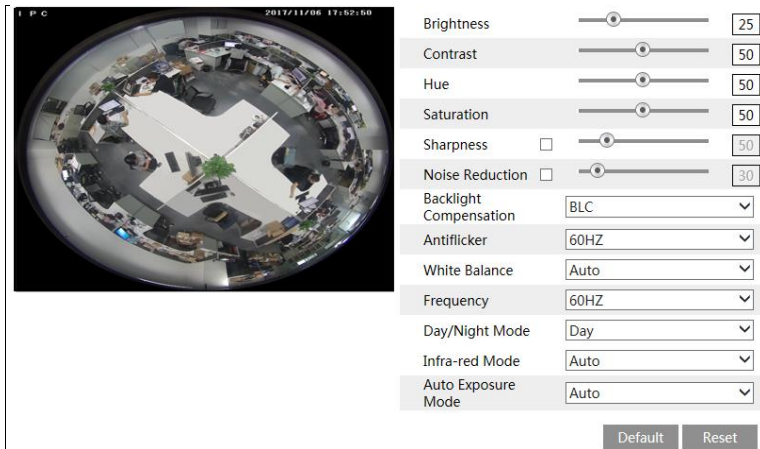 I P C 2017/11/06 17:52:50
Brightness 25
Contrast 50
Hue 50
Saturation 50
Sharpness 50
Noise Reduction 30
Backlight
Compensation BLC
Antiflicker 60HZ
White Balance Auto
Frequency 60HZ
Day/Night Mode Day
Infra-red Mode Auto
Auto Exposure
Mode Auto
Default Reset